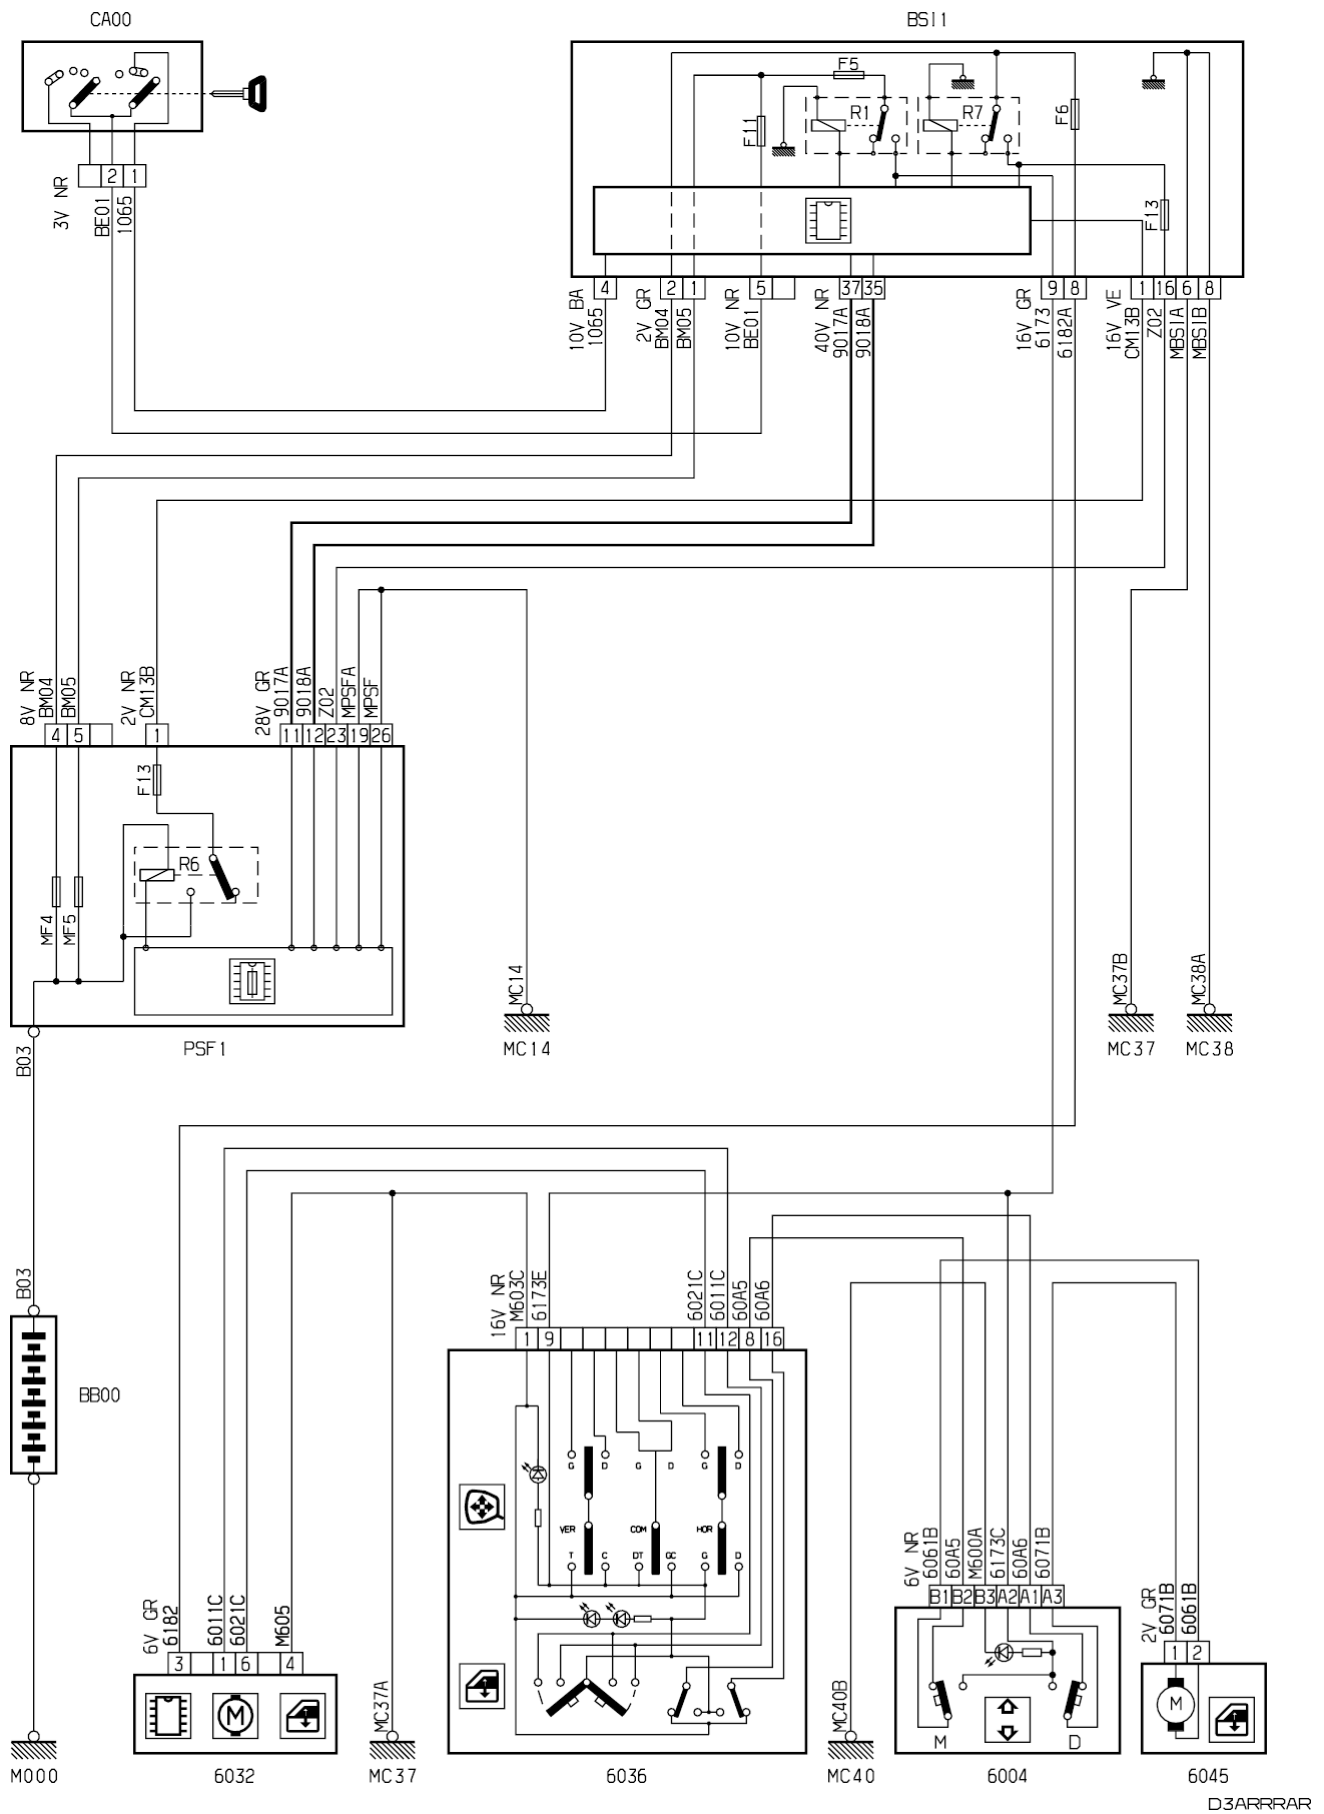 CA00
BSI1
F5
R1
R7
F6
F11
F13
3V NR
2
1
BE01
1065
4
2
1
5
37
35
9
8
1
16
6
8
10V BA
1065
2V GR
BM04
BM05
10V NR
BE01
40V NR
9017A
9018A
16V GR
6173
6182A
16V VE
CM13B
Z02
MBSIA
MBSIB
8V NR
BM04
BM05
2V NR
CM13B
28V GR
9017A
9018A
Z02
MPSFA
MPSF
4
5
1
11
12
23
19
26
F13
R6
MF4
MF5
PSF1
B03
MC14
MC14
MC37B
MC37
MC38A
MC38
B03
BB00
M000
16V NR
M603C
6173E
6021C
6011C
60A5
60A6
1
9
11
12
8
16
G
D
G
D
G
D
VER
COM
HOR
T
C
DT
GC
G
D
6036
6V GR
6182
6011C
6021C
M605
3
1
6
4
M
6032
MC37A
MC37
MC40B
MC40
6V NR
6061B
60A5
M600A
6173C
60A6
6071B
B1
B2
B3
A2
A1
A3
M
D
6004
2V GR
6071B
6061B
1
2
M
6045
D3ARRRAR